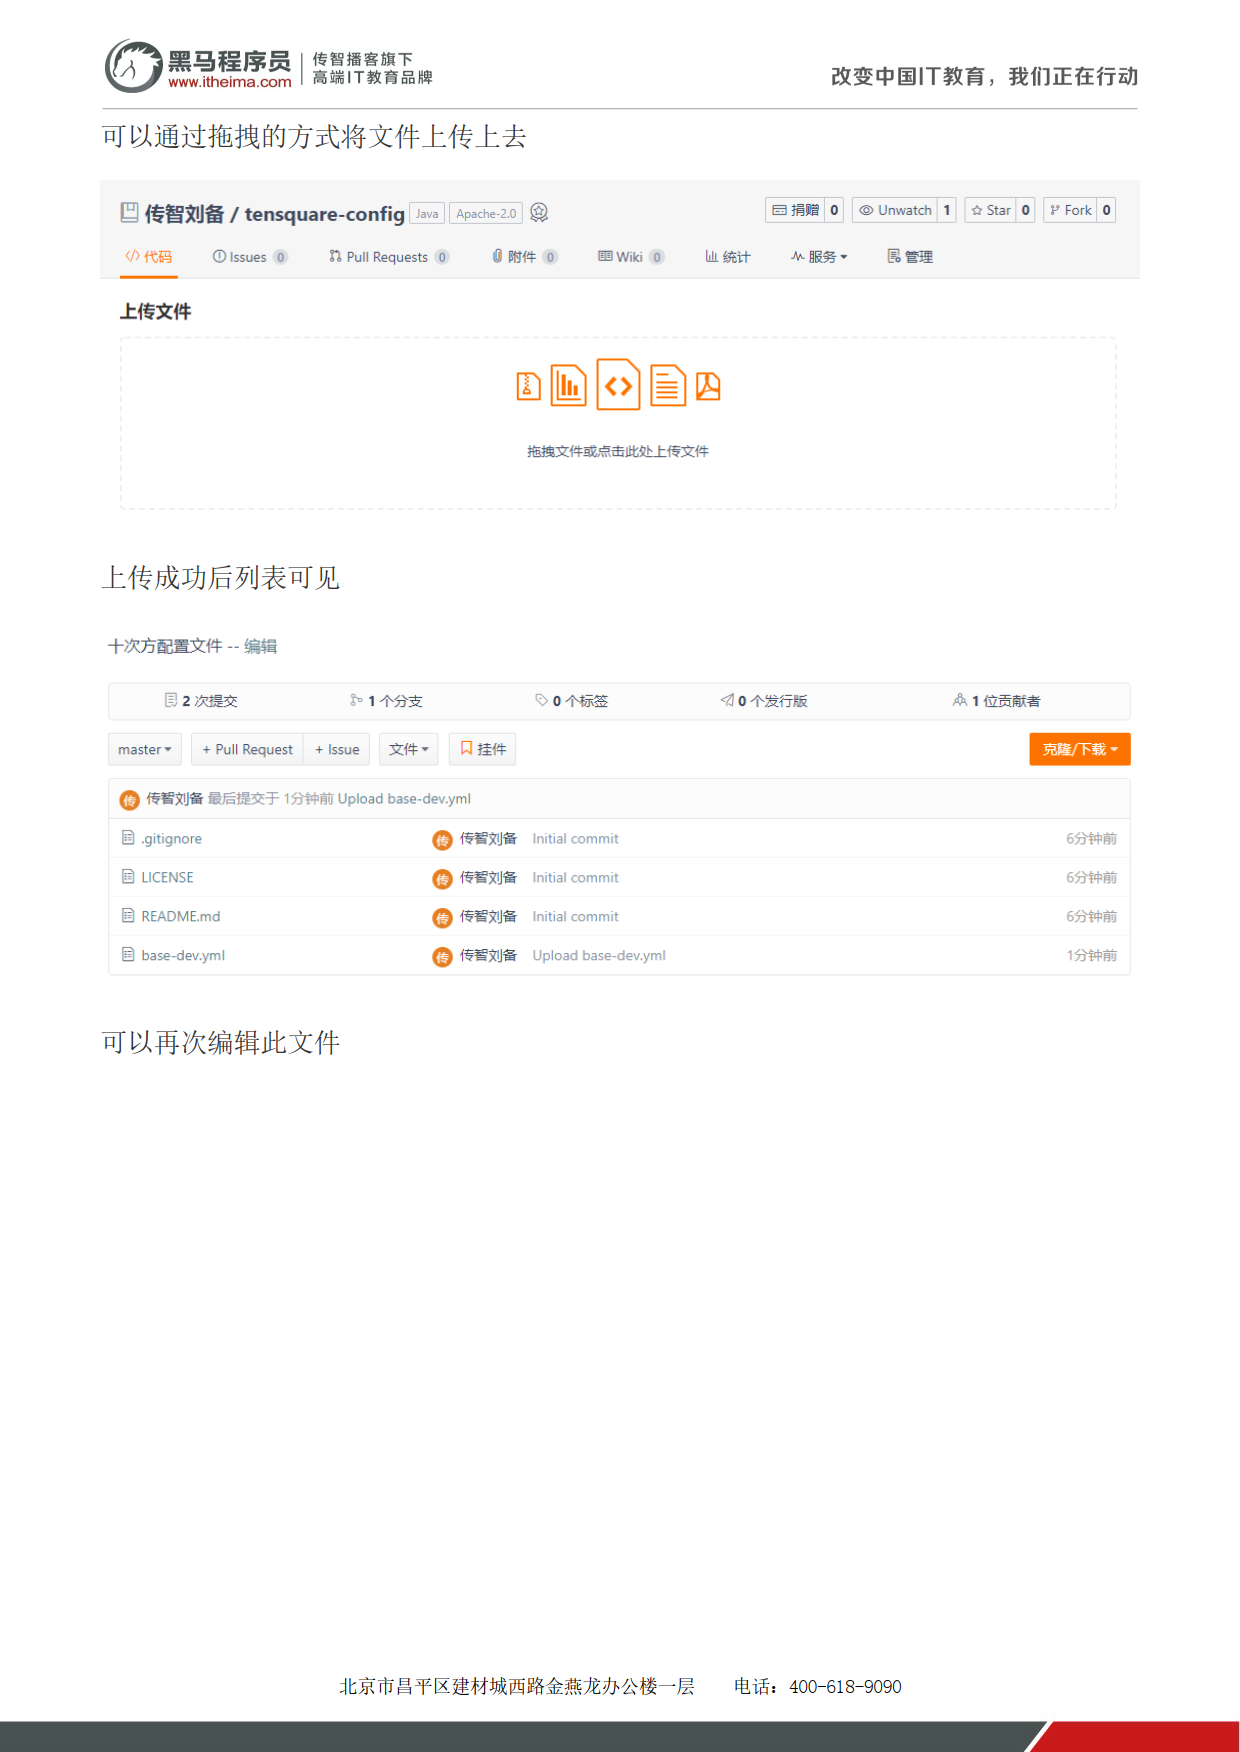 黑马程序员
www.itheima.com
传智播客旗下
高端IT教育品牌
改变中国IT教育，我们正在行动
可以通过拖拽的方式将文件上传上去
传智刘备 / tensquare-config Java Apache-2.0 捐赠 0 Unwatch 1 Star 0 Fork 0
代码 Issues 0 Pull Requests 0 附件 0 Wiki 0 统计 服务 管理
上传文件
拖拽文件或点击此处上传文件
上传成功后列表可见
十次方配置文件 -- 编辑
2 次提交 1 个分支 0 个标签 0 个发行版 1 位贡献者
master + Pull Request + Issue 文件 挂件 克隆/下载
传 传智刘备 最后提交于 1分钟前 Upload base-dev.yml
.gitignore 传 传智刘备 Initial commit 6分钟前
LICENSE 传 传智刘备 Initial commit 6分钟前
README.md 传 传智刘备 Initial commit 6分钟前
base-dev.yml 传 传智刘备 Upload base-dev.yml 1分钟前
可以再次编辑此文件
北京市昌平区建材城西路金燕龙办公楼一层 电话：400-618-9090